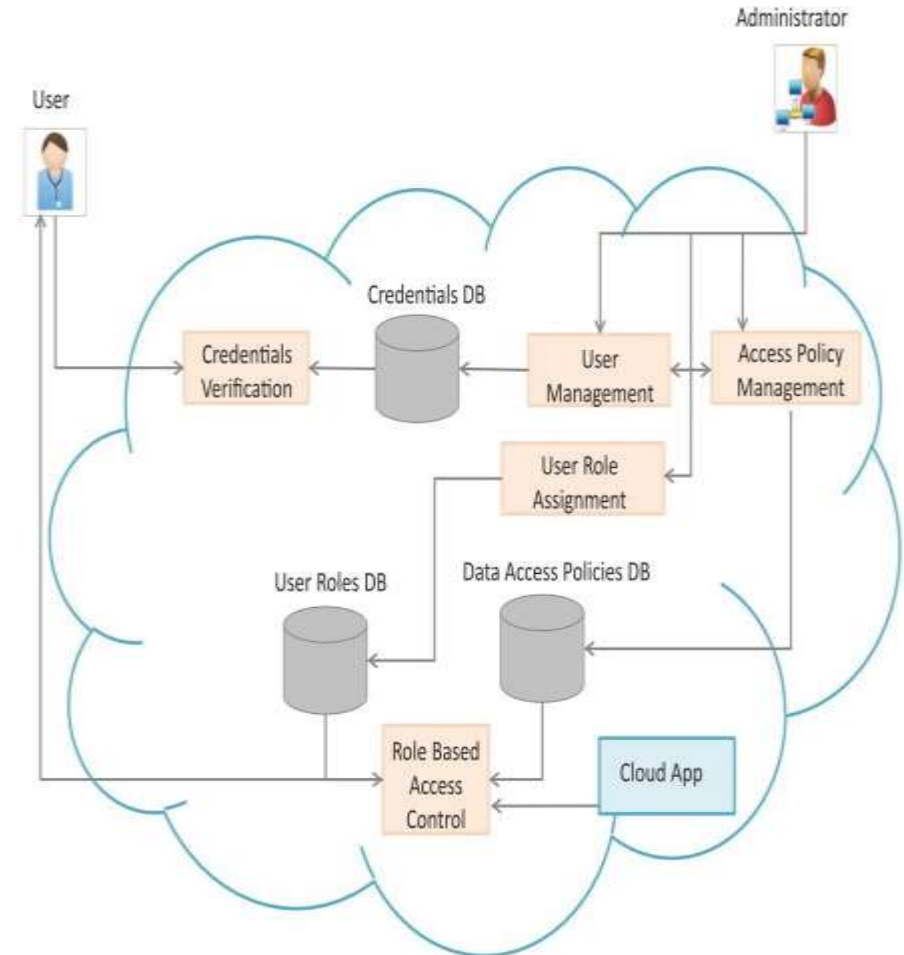 Administrator
User
Credentials DB
Credentials
Verification
User
Management
Access Policy
Management
User Role
Assignment
User Roles DB
Data Access Policies DB
Role Based
Access
Control
Cloud App